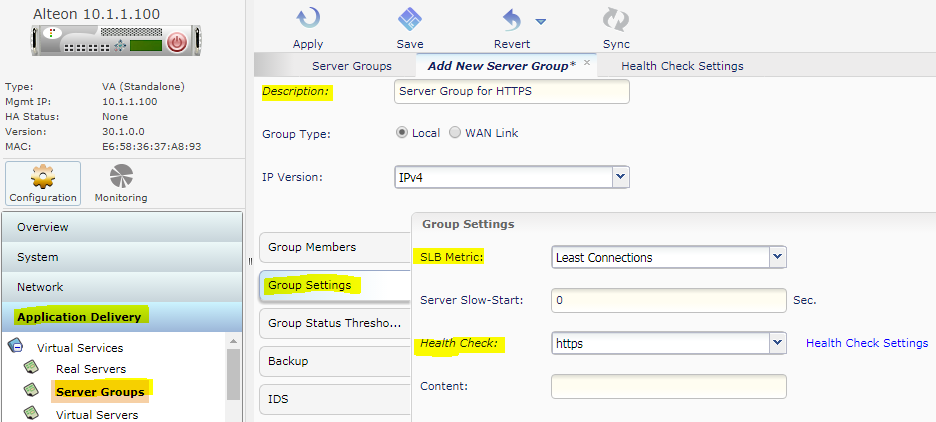 Alteon 10.1.1.100
Type: VA (Standalone)
Mgmt IP: 10.1.1.100
HA Status: None
Version: 30.1.0.0
MAC: E6:58:36:37:A8:93
Configuration Monitoring
Overview
System
Network
Application Delivery
Virtual Services
Real Servers
Server Groups
Virtual Servers
Apply Save Revert Sync
Server Groups Add New Server Group* × Health Check Settings
Description: Server Group for HTTPS
Group Type: Local WAN Link
IP Version: IPv4
Group Members
Group Settings
Group Status Thresho...
Backup
IDS
Group Settings
SLB Metric: Least Connections
Server Slow-Start: 0 Sec.
Health Check: https Health Check Settings
Content: